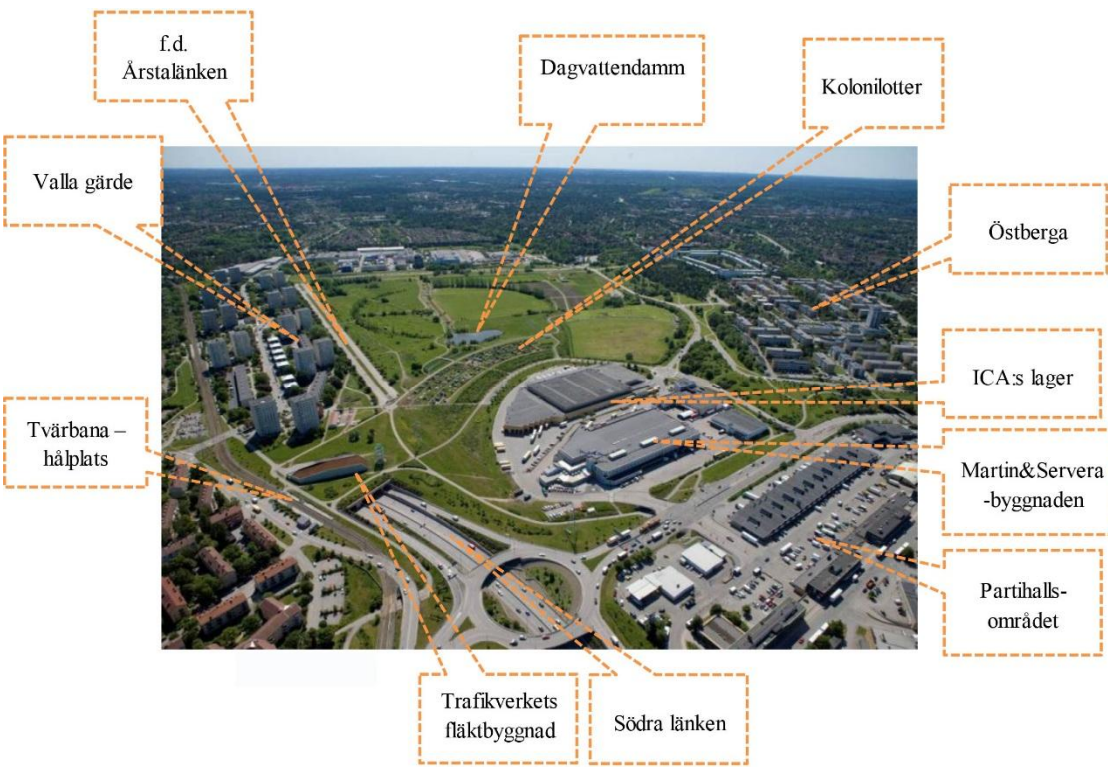 f.d.
Årstalänken
Dagvattendamm
Kolonilotter
Valla gärde
Östberga
ICA:s lager
Tvärbana –
hålplats
Martin&Servera
-byggnaden
Partihalls-
området
Trafikverkets
fläktbyggnad
Södra länken